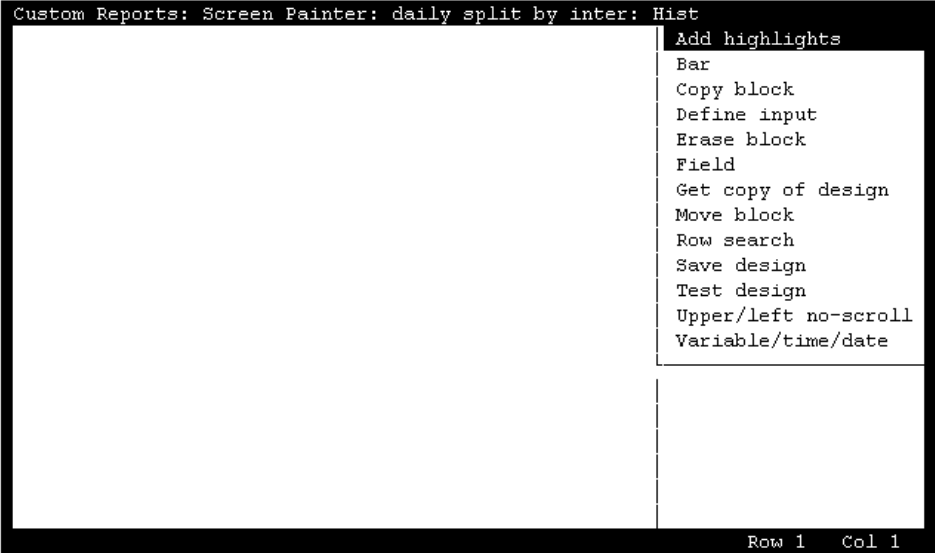 Custom Reports: Screen Painter: daily split by inter: Hist
Add highlights
Bar
Copy block
Define input
Erase block
Field
Get copy of design
Move block
Row search
Save design
Test design
Upper/left no-scroll
Variable/time/date
Row 1 Col 1